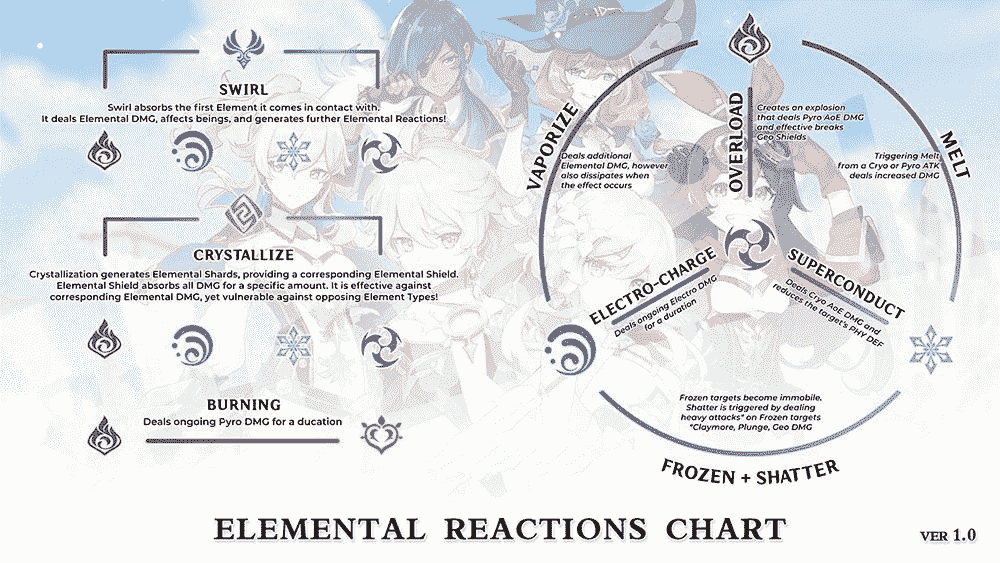 SWIRL
Swirl absorbs the first Element it comes in contact with.
It deals Elemental DMG, affects beings, and generates further Elemental Reactions!
CRYSTALLIZE
Crystallization generates Elemental Shards, providing a corresponding Elemental Shield.
Elemental Shield absorbs all DMG for a specific amount. It is effective against
corresponding Elemental DMG, yet vulnerable against opposing Element Types!
BURNING
Deals ongoing Pyro DMG for a ducation
VAPORIZE
Deals additional
Elemental DMG, however
also dissipates when
the effect occurs
OVERLOAD
Creates an explosion
that deals Pyro AoE DMG
and effective breaks
Geo Shields
MELT
Triggering Melt
from a Cryo or Pyro ATK
deals increased DMG
ELECTRO-CHARGE
Deals ongoing Electro DMG
for a duration
SUPERCONDUCT
Deals Cryo AoE DMG and
reduces the target's PHY DEF
Frozen targets become immobile.
Shatter is triggered by dealing
heavy attacks* on Frozen targets
*Claymore, Plunge, Geo DMG
FROZEN + SHATTER
ELEMENTAL REACTIONS CHART
VER 1.0